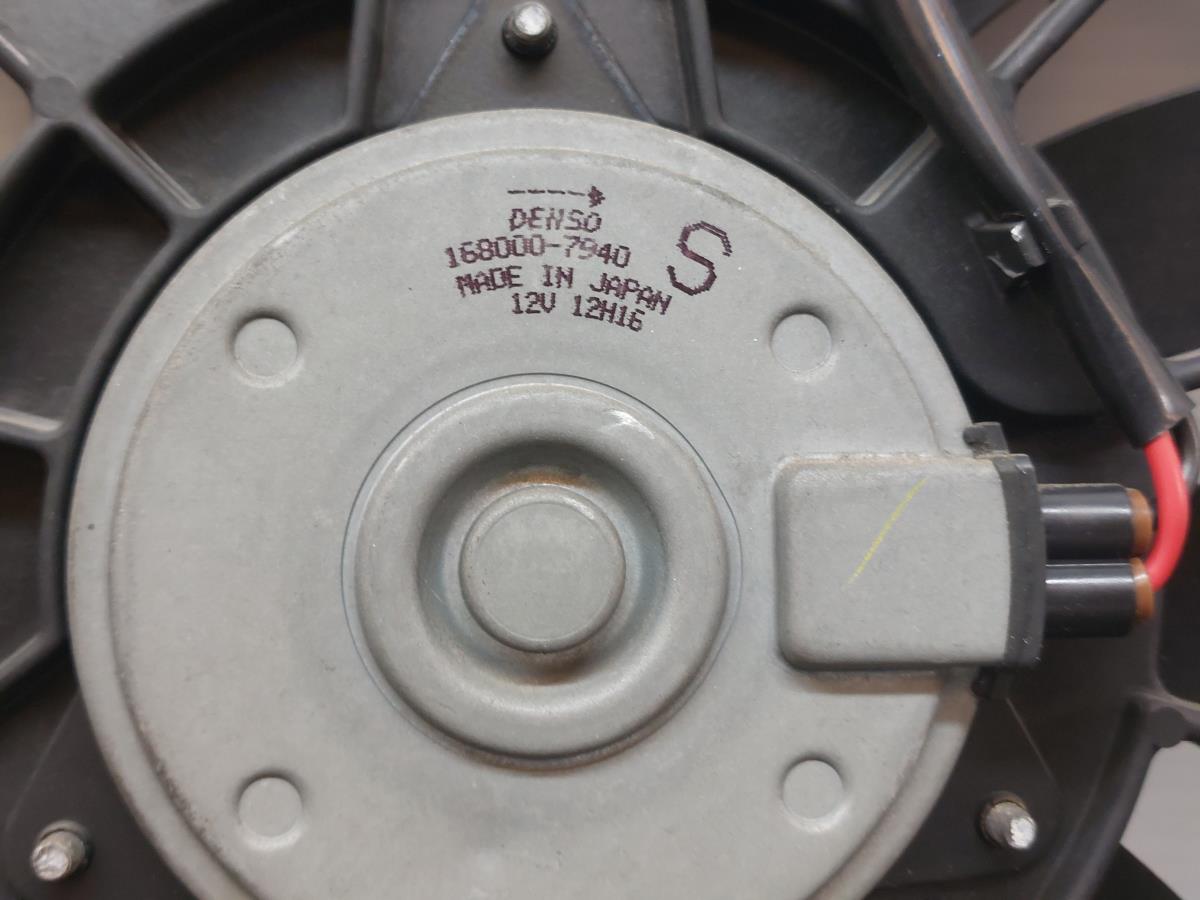 DENSO
168000-7940
S
MADE IN JAPAN
12V 12H16